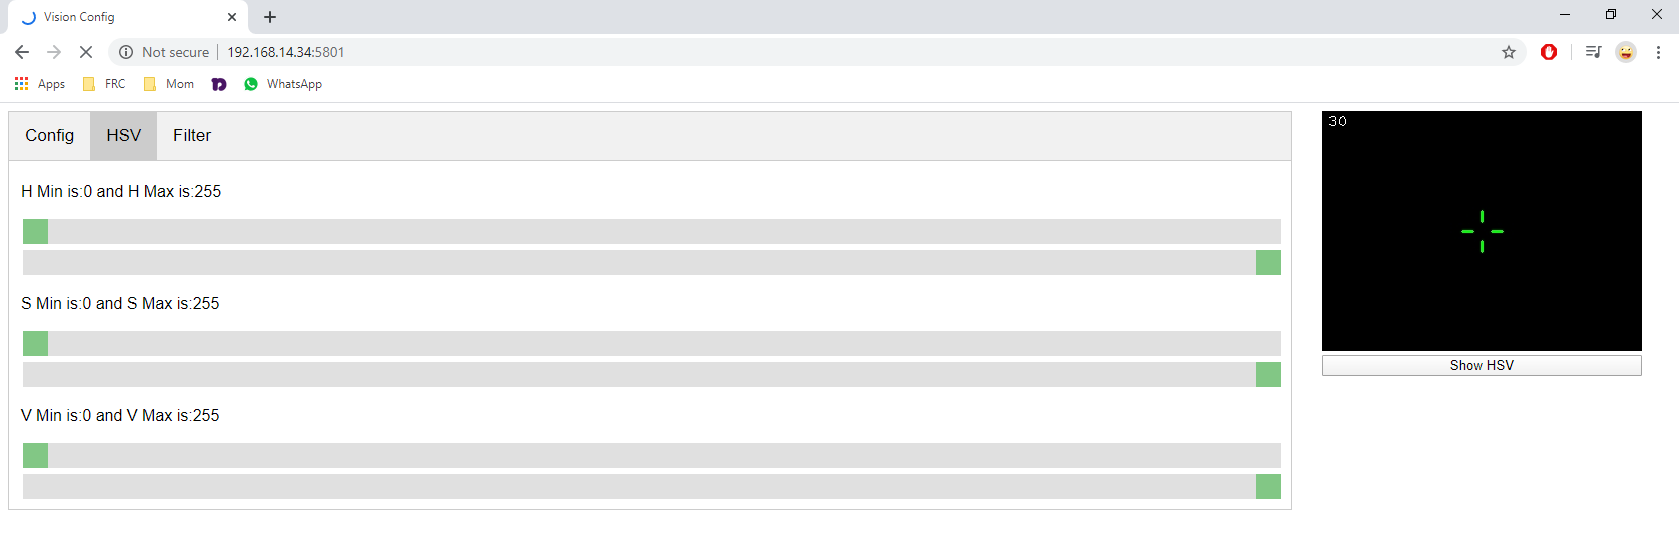 Vision Config
Not secure 192.168.14.34:5801
Apps FRC Mom WhatsApp
Config HSV Filter
30
H Min is:0 and H Max is:255
S Min is:0 and S Max is:255
Show HSV
V Min is:0 and V Max is:255